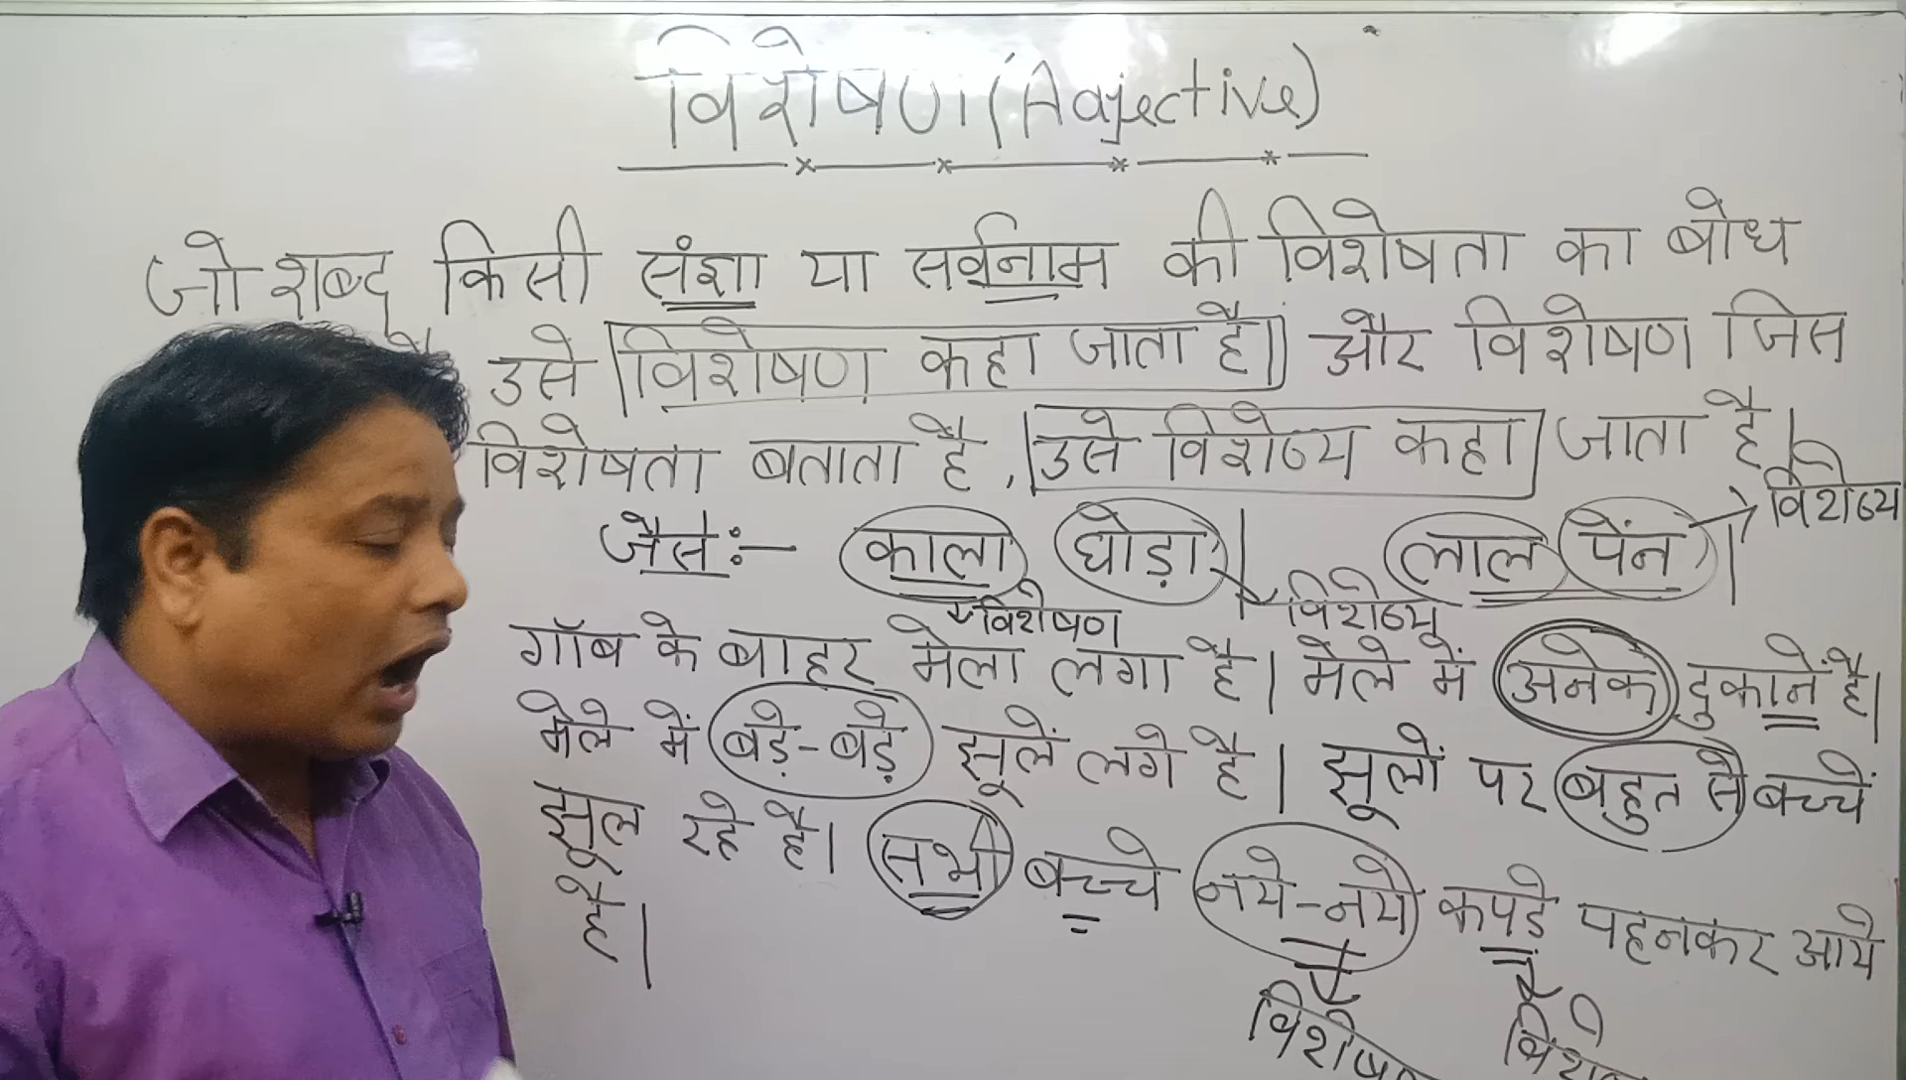 विशेषण (Adjective)
जो शब्द किसी संज्ञा या सर्वनाम की विशेषता का बोध
है उसे विशेषण कहा जाता है। और विशेषण जिस
विशेषता बताता है, उसे विशेष्य कहा जाता है।
विशेष्य
जैसे:- काला घोड़ा। लाल पेंन।
विशेषण विशेष्य
गॉंब के बाहर मेला लगा है। मेले में अनेक दुकानें है।
मेले में बड़े-बड़े झूलें लगे है। झूलों पर बहुत से बच्चें
झूल रहे है। सभी बच्चे नये-नये कपडे पहनकर आये
है।